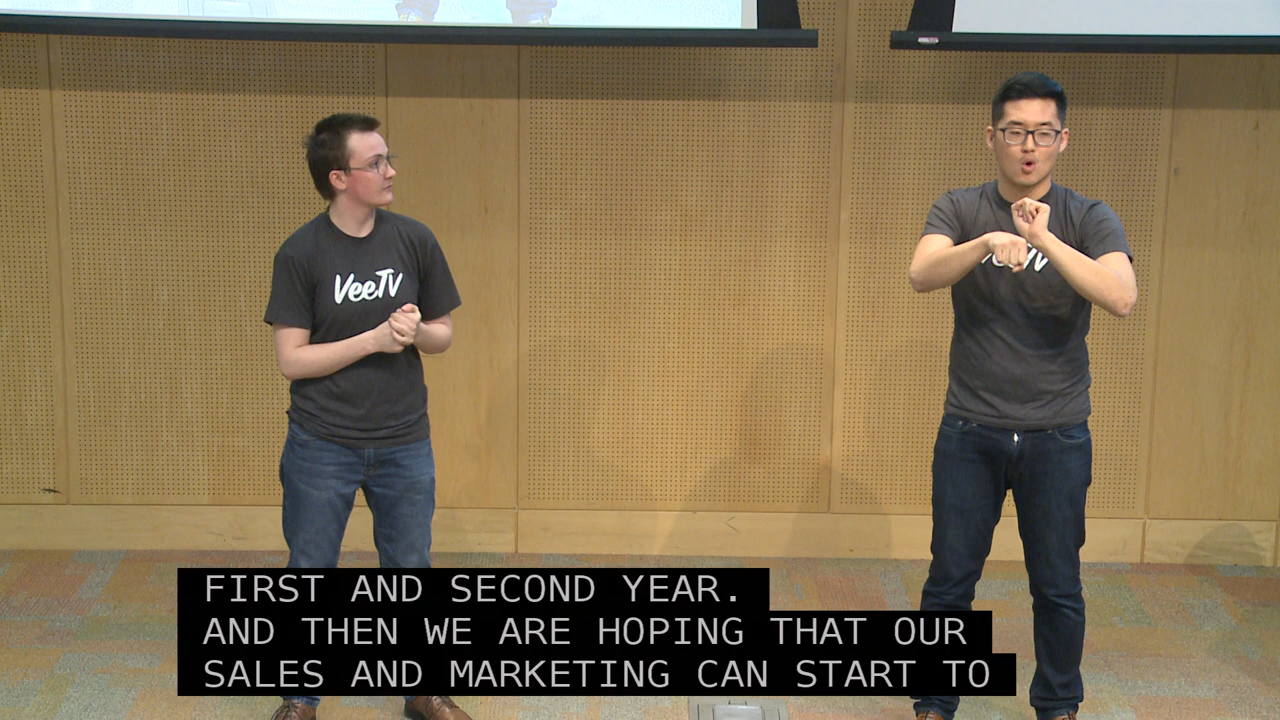 VeeTV
FIRST AND SECOND YEAR.
AND THEN WE ARE HOPING THAT OUR
SALES AND MARKETING CAN START TO